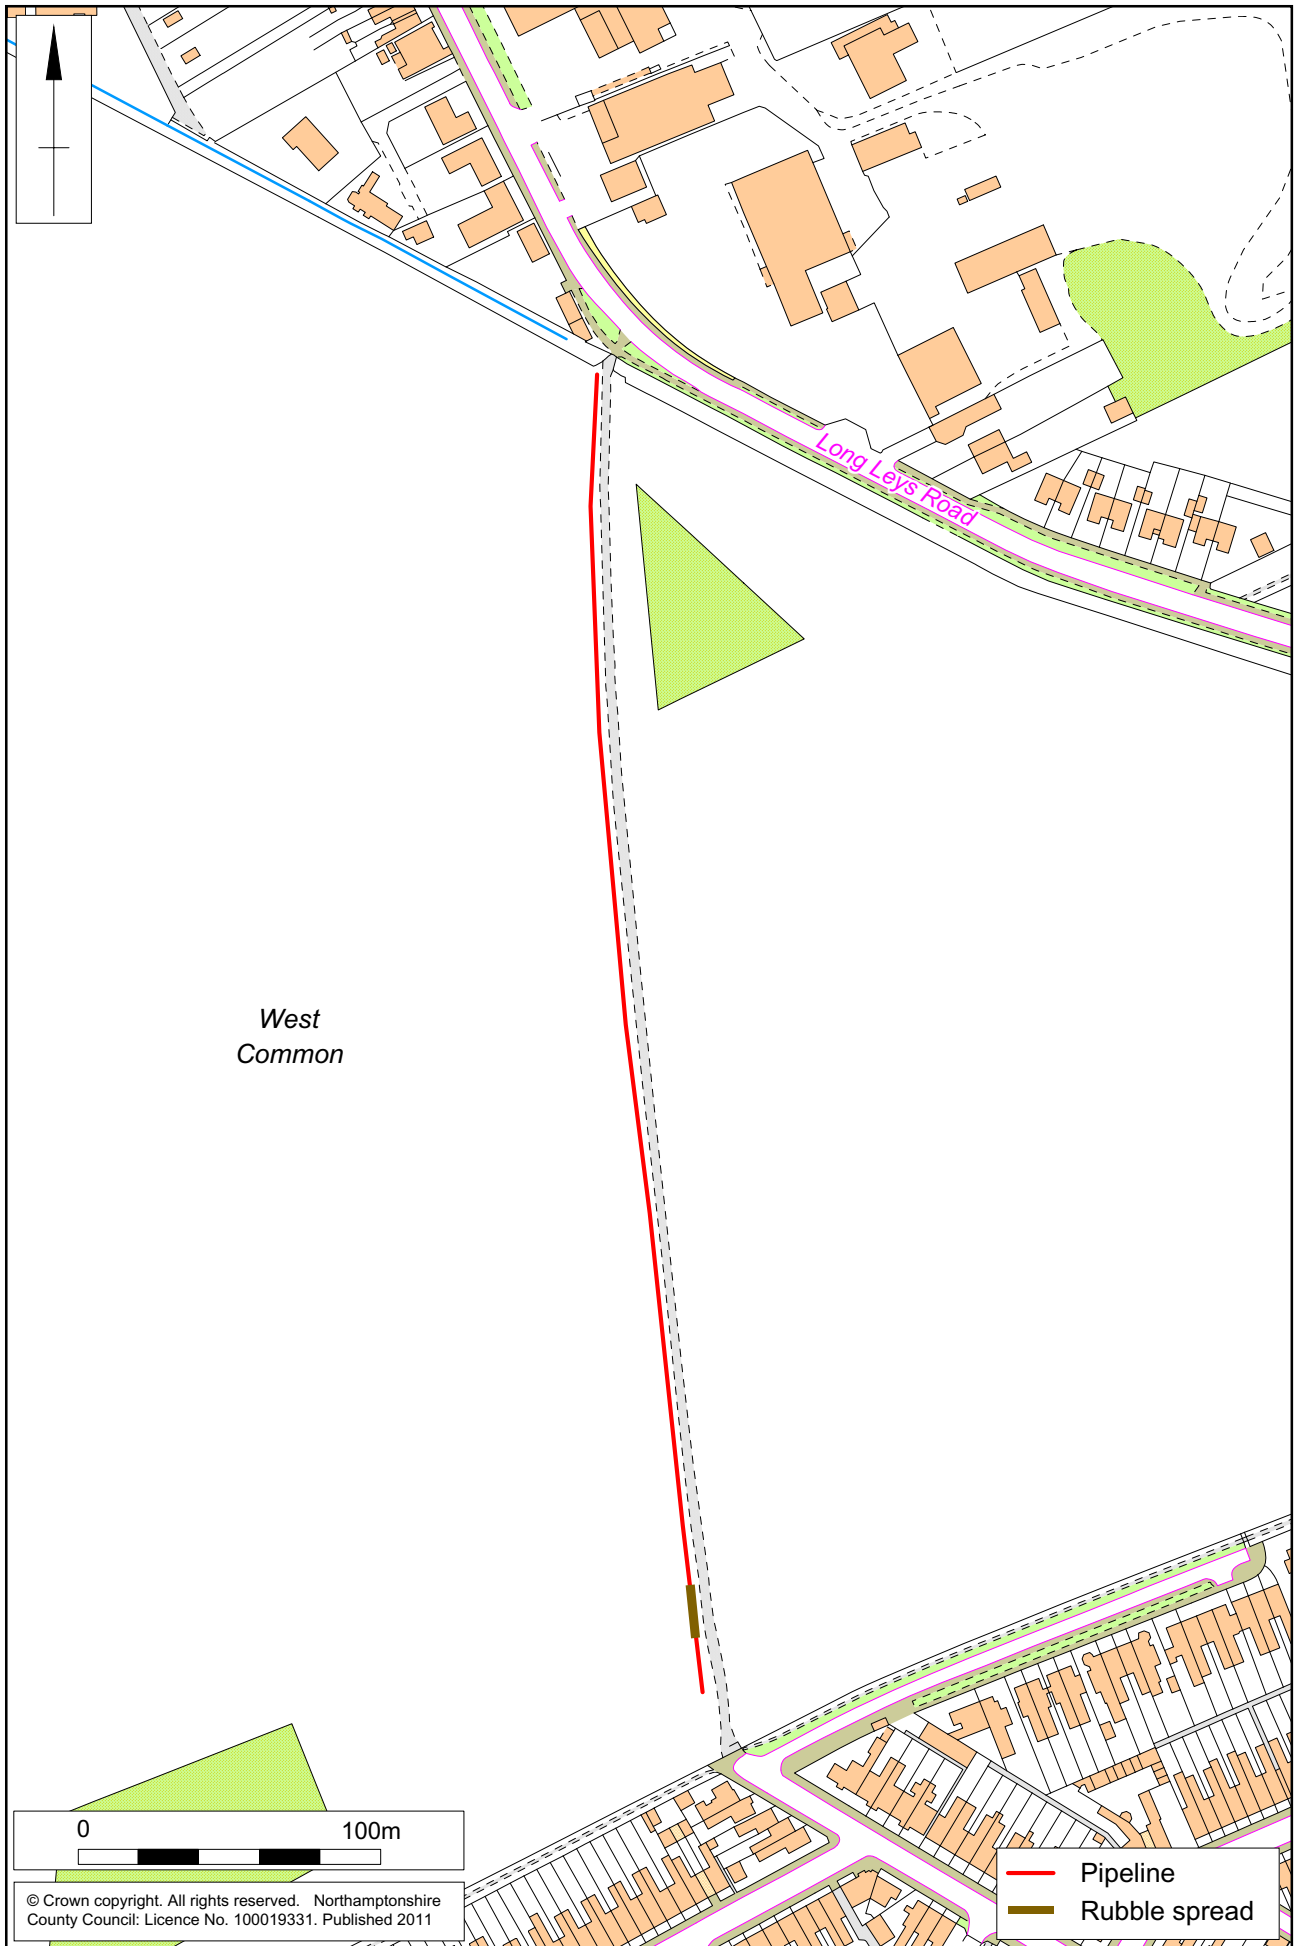 Long Leys Road
West
Common
0 100m
© Crown copyright. All rights reserved. Northamptonshire
County Council: Licence No. 100019331. Published 2011
Pipeline
Rubble spread